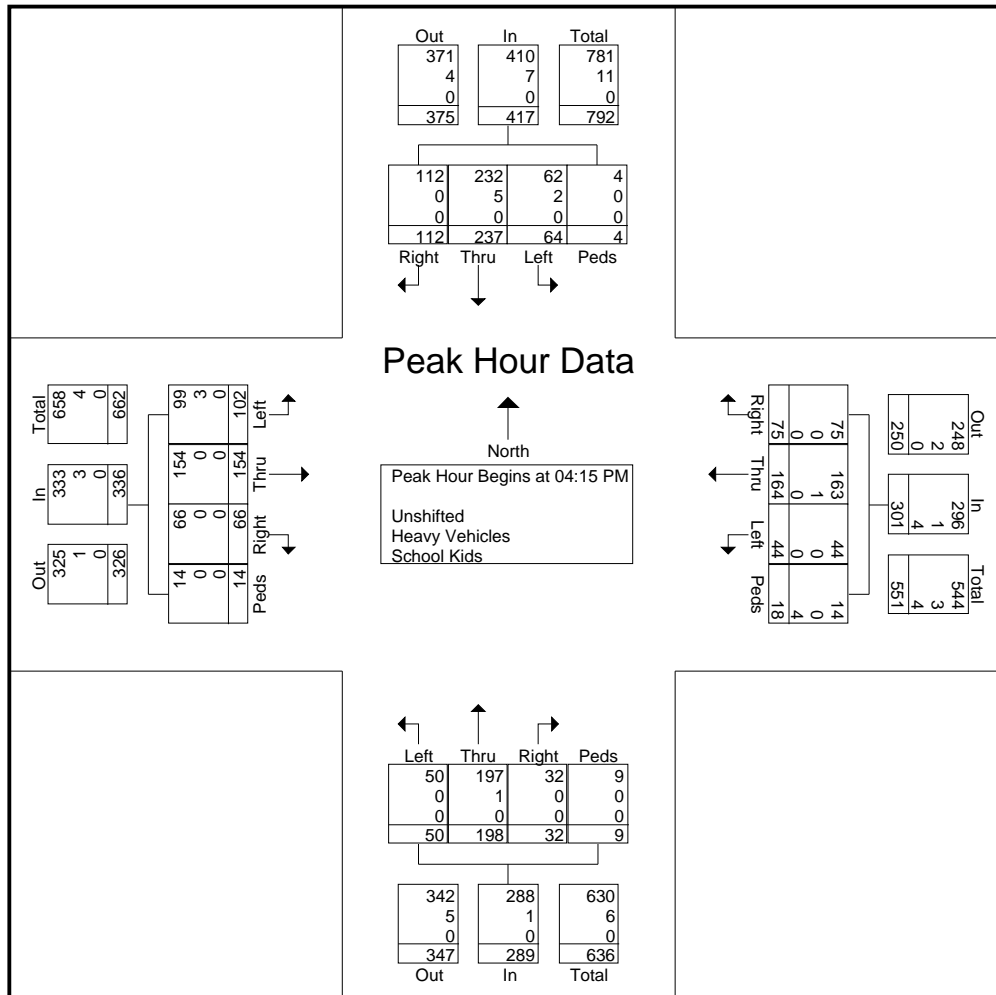 Out In Total
371 410 781
4 7 11
0 0 0
375 417 792
112 232 62 4
0 5 2 0
0 0 0 0
112 237 64 4
Right Thru Left Peds
Peak Hour Data
North
Peak Hour Begins at 04:15 PM
Unshifted
Heavy Vehicles
School Kids
Total
658 4 0 662
In
333 3 0 336
Out
325 1 0 326
99 3 0 102
Left
154 0 0 154
Thru
66 0 0 66
Right
14 0 0 14
Peds
Right
75 0 0 75
Thru
163 1 0 164
Left
44 0 0 44
Peds
14 0 4 18
Out
248 2 0 250
In
296 1 4 301
Total
544 3 4 551
Left Thru Right Peds
50 197 32 9
0 1 0 0
0 0 0 0
50 198 32 9
342 288 630
5 1 6
0 0 0
347 289 636
Out In Total